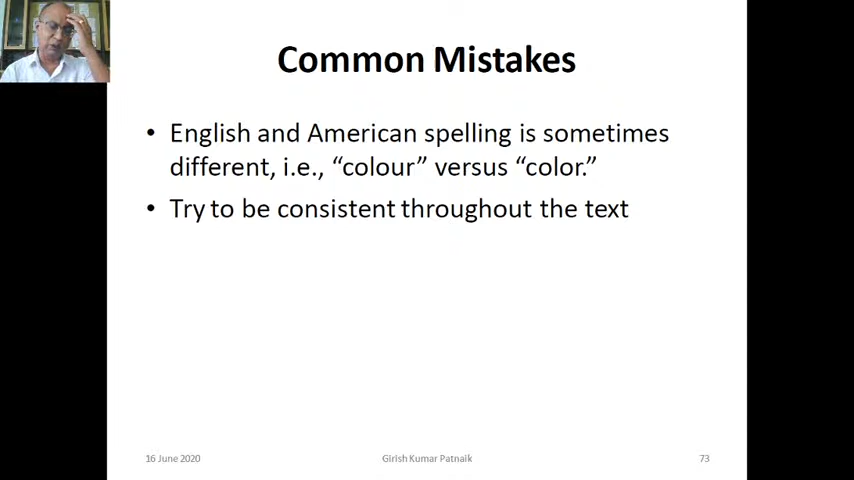 Common Mistakes
• English and American spelling is sometimes
different, i.e., “colour” versus “color.”
• Try to be consistent throughout the text
16 June 2020
Girish Kumar Patnaik
73